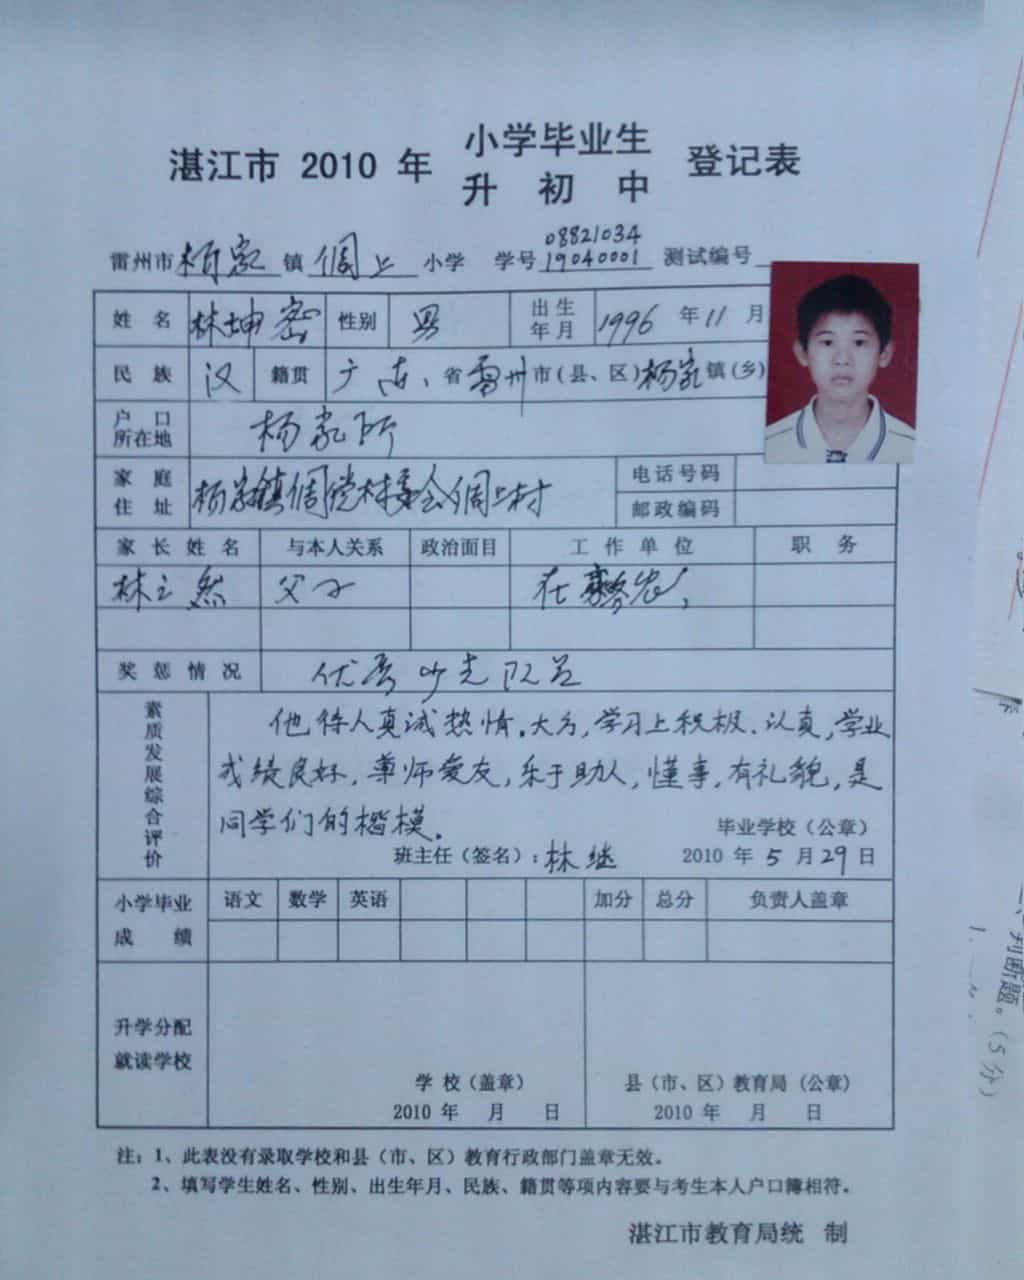 湛江市 2010 年 小学毕业生 登记表
升 初 中
08821034
雷州市杨家镇倜上小学 学号19040001 测试编号
姓 名 林坤密 性别 男 出生年月 1996 年 11 月
民 族 汉 籍贯 广东、省雷州市(县、区)杨家镇(乡)
户 口 所在地 杨家所
家 庭 住 址 杨家镇倜党村委会倜上村 电话号码
邮政编码
家 长 姓 名 与本人关系 政治面目 工 作 单 位 职 务
林立然 父子 在家务农
奖 惩 情 况 优秀少先队员
素质发展综合评价
他待人真诚热情。大方,学习上积极、认真,学业
成绩良好,尊师爱友,乐于助人,懂事,有礼貌,是
同学们的楷模。 毕业学校（公章）
班主任（签名）:林继 2010 年 5 月 29 日
小学毕业 语文 数学 英语 加分 总分 负责人盖章
成 绩
升学分配
就读学校
学 校（盖章） 县（市、区）教育局（公章）
2010 年 月 日 2010 年 月 日
注: 1、此表没有录取学校和县（市、区）教育行政部门盖章无效。
2、填写学生姓名、性别、出生年月、民族、籍贯等项内容要与考生本人户口簿相符。
湛江市教育局统 制
判断题。(5分)